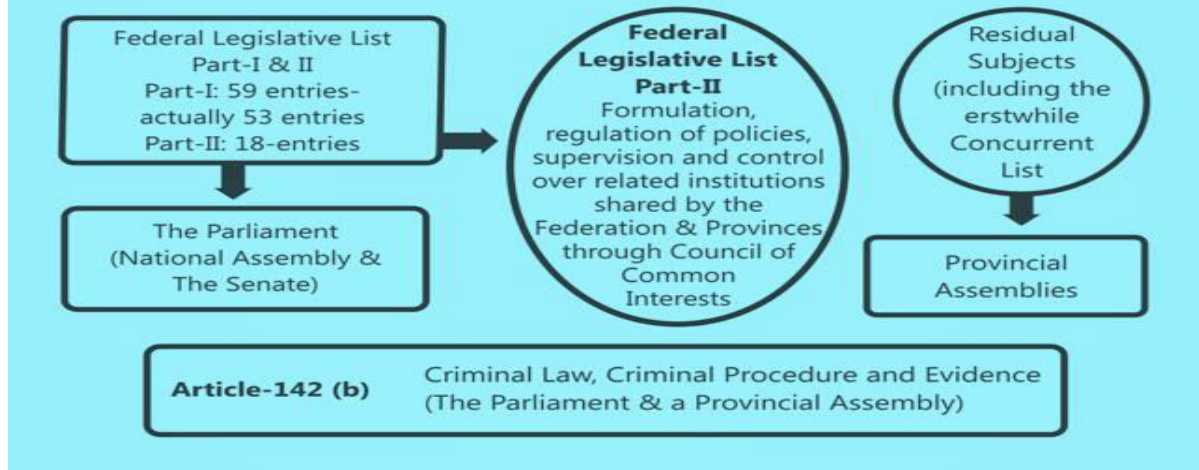 Federal Legislative List
Part-I & II
Part-I: 59 entries-
actually 53 entries
Part-II: 18-entries
The Parliament
(National Assembly &
The Senate)
Federal
Legislative List
Part-II
Formulation,
regulation of policies,
supervision and control
over related institutions
shared by the
Federation & Provinces
through Council of
Common
Interests
Residual
Subjects
(including the
erstwhile
Concurrent
List
Provincial
Assemblies
Article-142 (b)
Criminal Law, Criminal Procedure and Evidence
(The Parliament & a Provincial Assembly)